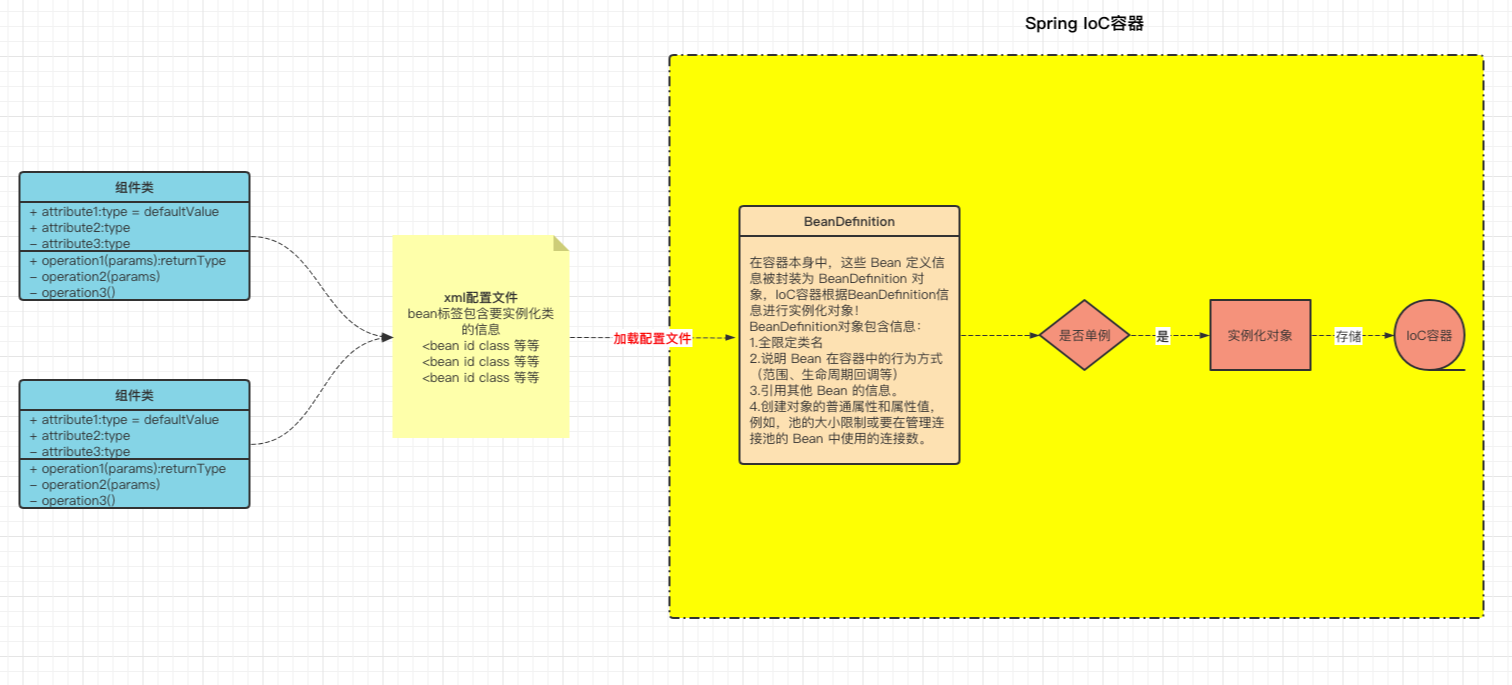 Spring IoC容器
组件类
+ attribute1:type = defaultValue
+ attribute2:type
- attribute3:type
+ operation1(params):returnType
- operation2(params)
- operation3()
组件类
+ attribute1:type = defaultValue
+ attribute2:type
- attribute3:type
+ operation1(params):returnType
- operation2(params)
- operation3()
xml配置文件
bean标签包含要实例化类
的信息
<bean id class 等等
<bean id class 等等
<bean id class 等等
加载配置文件
BeanDefinition
在容器本身中，这些 Bean 定义信
息被封装为 BeanDefinition 对
象，IoC容器根据BeanDefinition信
息进行实例化对象！
BeanDefinition对象包含信息：
1.全限定类名
2.说明 Bean 在容器中的行为方式
（范围、生命周期回调等）
3.引用其他 Bean 的信息。
4.创建对象的普通属性和属性值，
例如，池的大小限制或要在管理连
接池的 Bean 中使用的连接数。
是否单例
是
实例化对象
存储
IoC容器